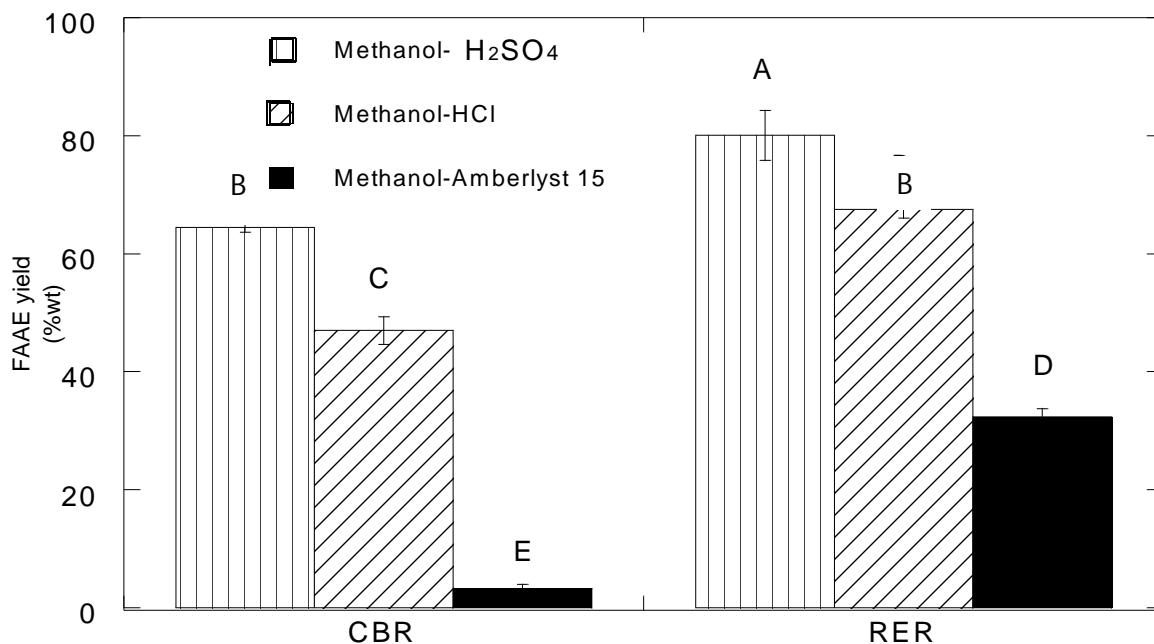 100
80
60
40
20
0
FAAE yield
(%wt)
Methanol- H₂SO₄
Methanol-HCl
Methanol-Amberlyst 15
B
C
E
A
B
D
CBR
RER